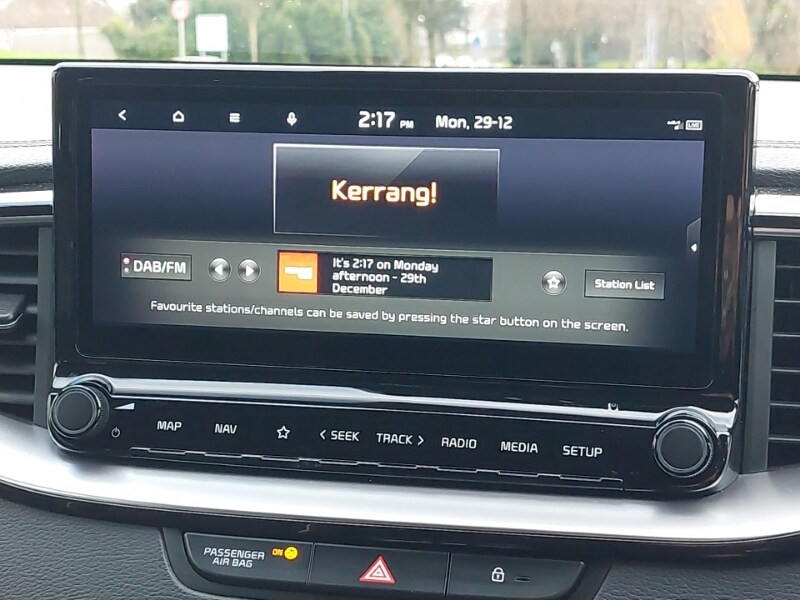 2:17 PM Mon, 29-12
LIVE
Kerrang!
DAB/FM
It's 2:17 on Monday
afternoon - 29th
December
Station List
Favourite stations/channels can be saved by pressing the star button on the screen.
MAP NAV < SEEK TRACK > RADIO MEDIA SETUP
PASSENGER
AIR BAG
ON